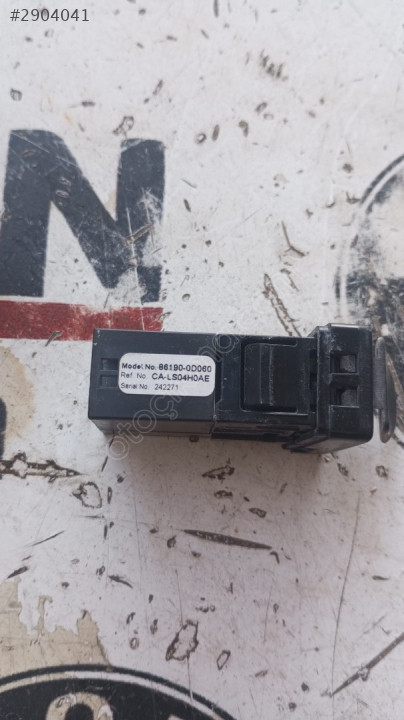 #2904041
N
Model No: 86190-0D060
Ref. No. CA-LS04H0AE
Serial No. 242271